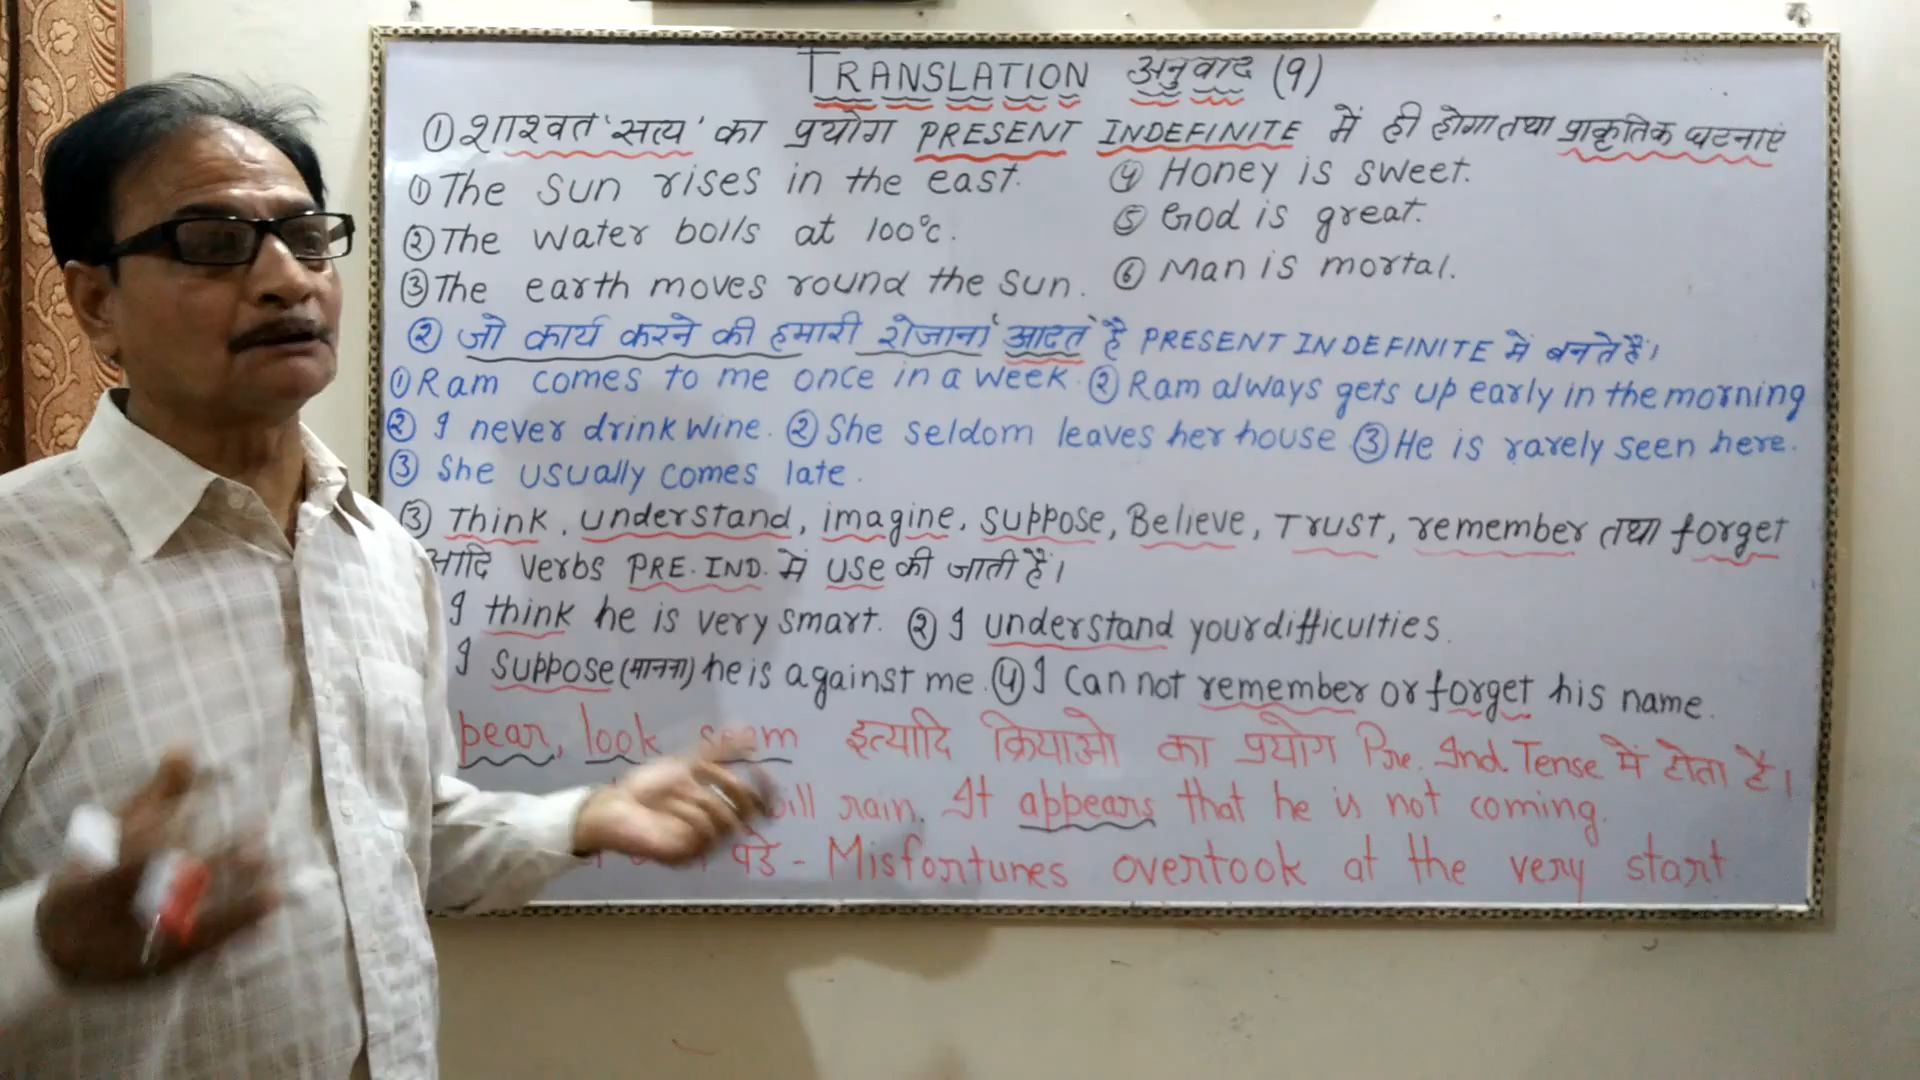 TRANSLATION अनुवाद (9)
① शाश्वत 'सत्य' का प्रयोग PRESENT INDEFINITE में ही होगा तथा प्राकृतिक घटनाएं
① The sun rises in the east. ④ Honey is sweet.
② The water boils at 100°c. ⑤ God is great.
③ The earth moves round the sun. ⑥ Man is mortal.
② जो कार्य करने की हमारी रोजाना 'आदत' है PRESENT INDEFINITE में बनते हैं।
① Ram comes to me once in a week. ② Ram always gets up early in the morning
② I never drink wine. ② She seldom leaves her house ③ He is rarely seen here.
③ She usually comes late.
③ Think, understand, imagine, suppose, Believe, Trust, remember तथा forget
आदि verbs PRE. IND. में use की जाती हैं।
I think he is very smart. ② I understand your difficulties.
I suppose (मानना) he is against me. ④ I can not remember or forget his name.
pear, look seem इत्यादि क्रियाओ का प्रयोग Pre. Ind. Tense में होता है।
will rain. It appears that he is not coming.
पडे - Misfortunes overtook at the very start